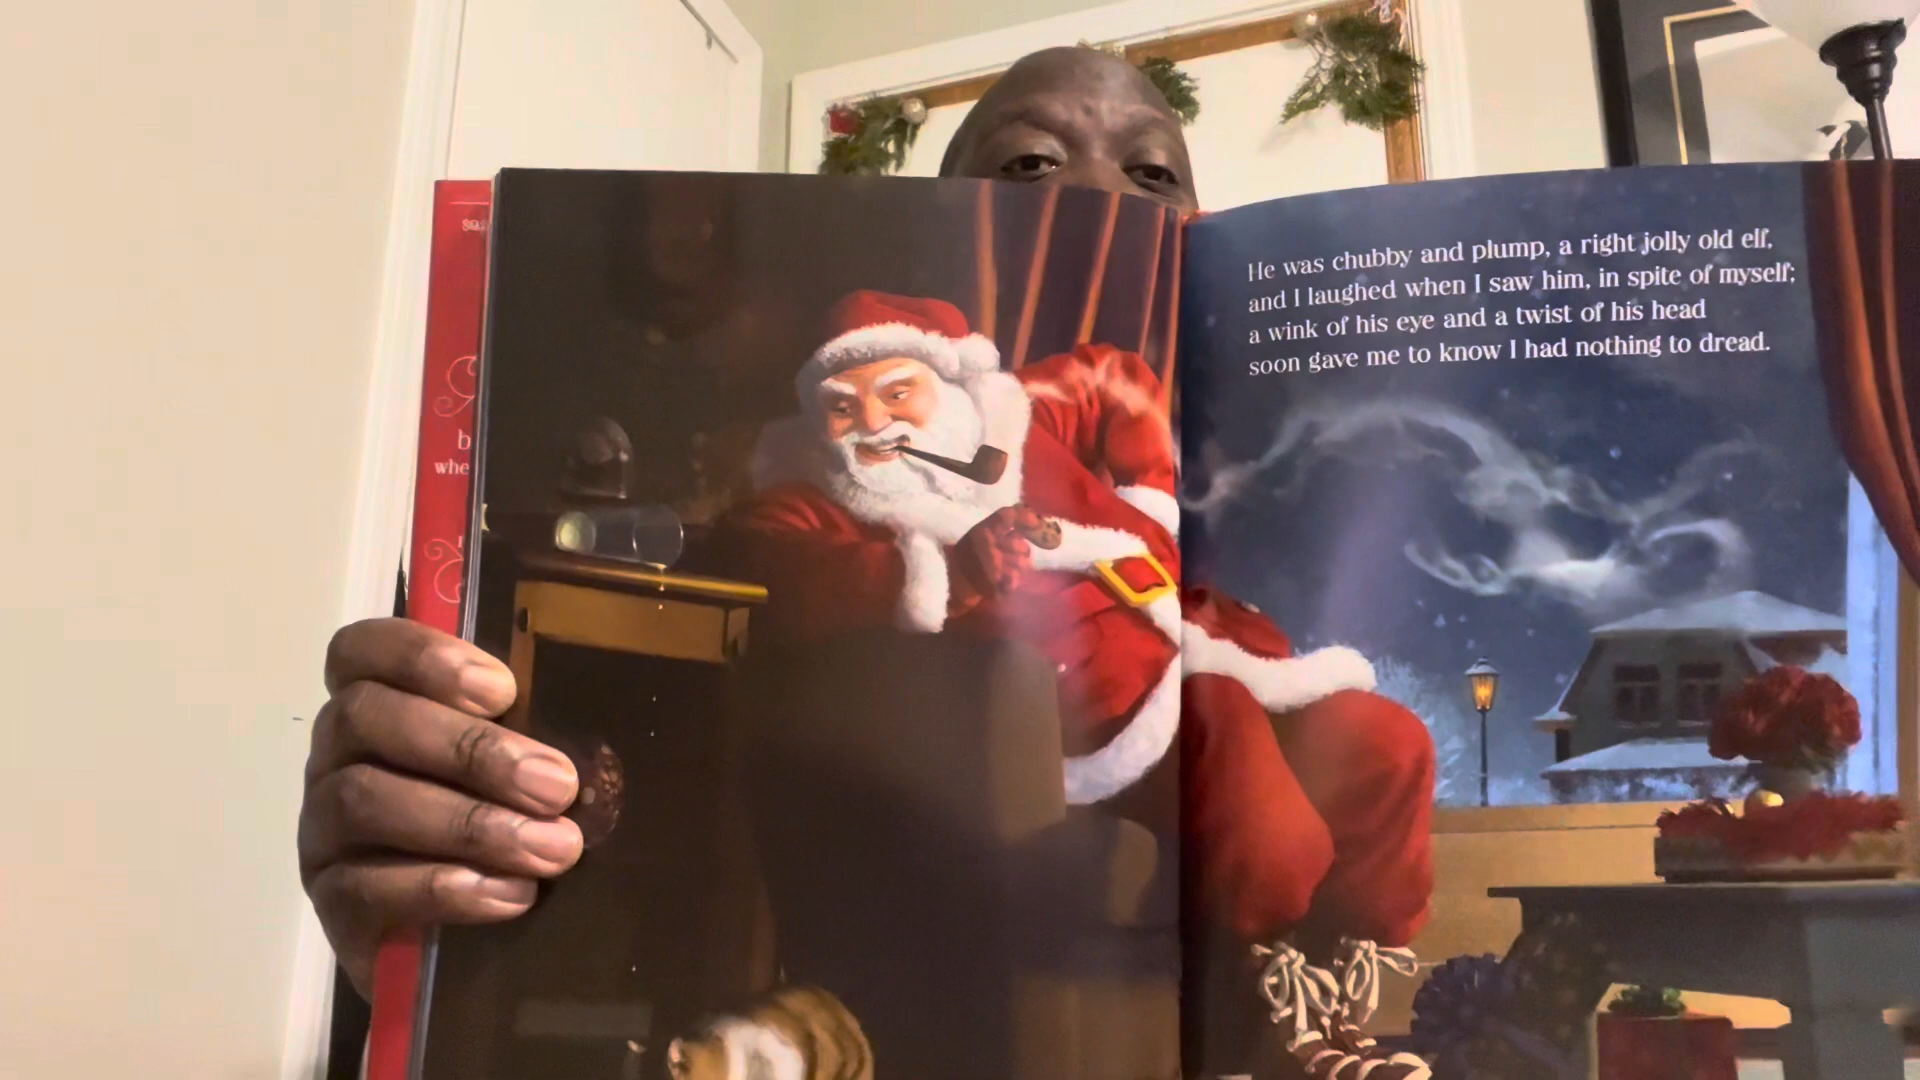 b
whe
He was chubby and plump, a right jolly old elf,
and I laughed when I saw him, in spite of myself;
a wink of his eye and a twist of his head
soon gave me to know I had nothing to dread.